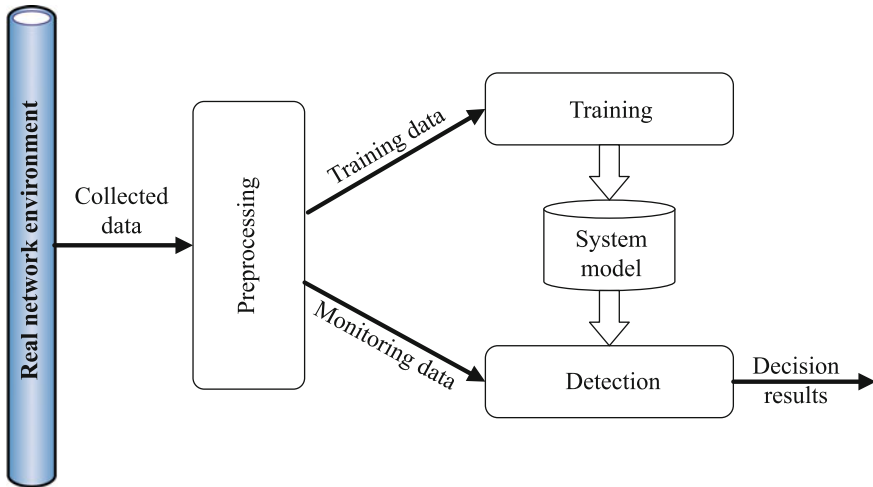 Real network environment
Collected
data
Preprocessing
Training data
Monitoring data
Training
System
model
Detection
Decision
results